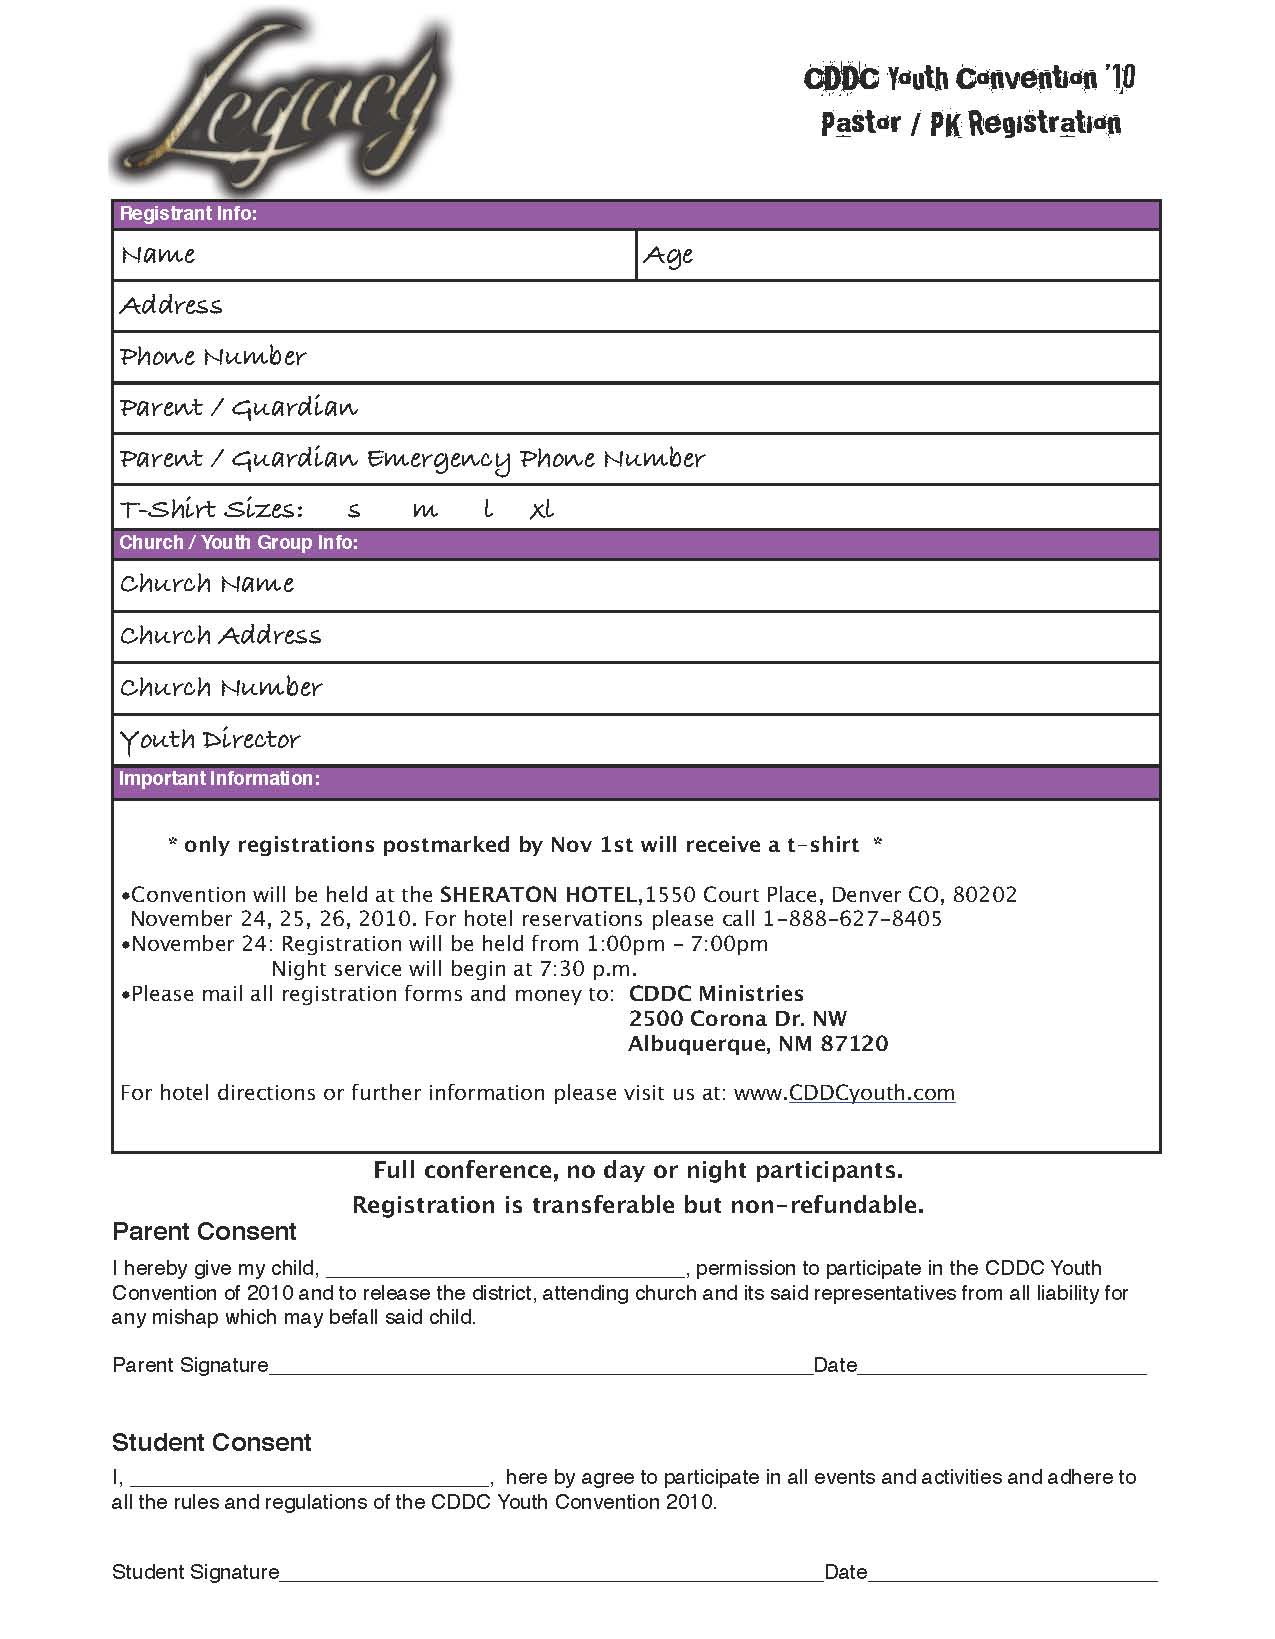 Legacy
CDDC Youth Convention '10
Pastor / PK Registration
Registrant Info:
Name Age
Address
Phone Number
Parent / Guardian
Parent / Guardian Emergency Phone Number
T-Shirt Sizes: s m l xl
Church / Youth Group Info:
Church Name
Church Address
Church Number
Youth Director
Important Information:
* only registrations postmarked by Nov 1st will receive a t-shirt *
•Convention will be held at the SHERATON HOTEL,1550 Court Place, Denver CO, 80202
November 24, 25, 26, 2010. For hotel reservations please call 1-888-627-8405
•November 24: Registration will be held from 1:00pm - 7:00pm
Night service will begin at 7:30 p.m.
•Please mail all registration forms and money to: CDDC Ministries
2500 Corona Dr. NW
Albuquerque, NM 87120
For hotel directions or further information please visit us at: www.CDDCyouth.com
Full conference, no day or night participants.
Registration is transferable but non-refundable.
Parent Consent
I hereby give my child, ______________________________, permission to participate in the CDDC Youth
Convention of 2010 and to release the district, attending church and its said representatives from all liability for
any mishap which may befall said child.
Parent Signature______________________________________________Date________________________
Student Consent
I, ______________________________, here by agree to participate in all events and activities and adhere to
all the rules and regulations of the CDDC Youth Convention 2010.
Student Signature______________________________________________Date________________________